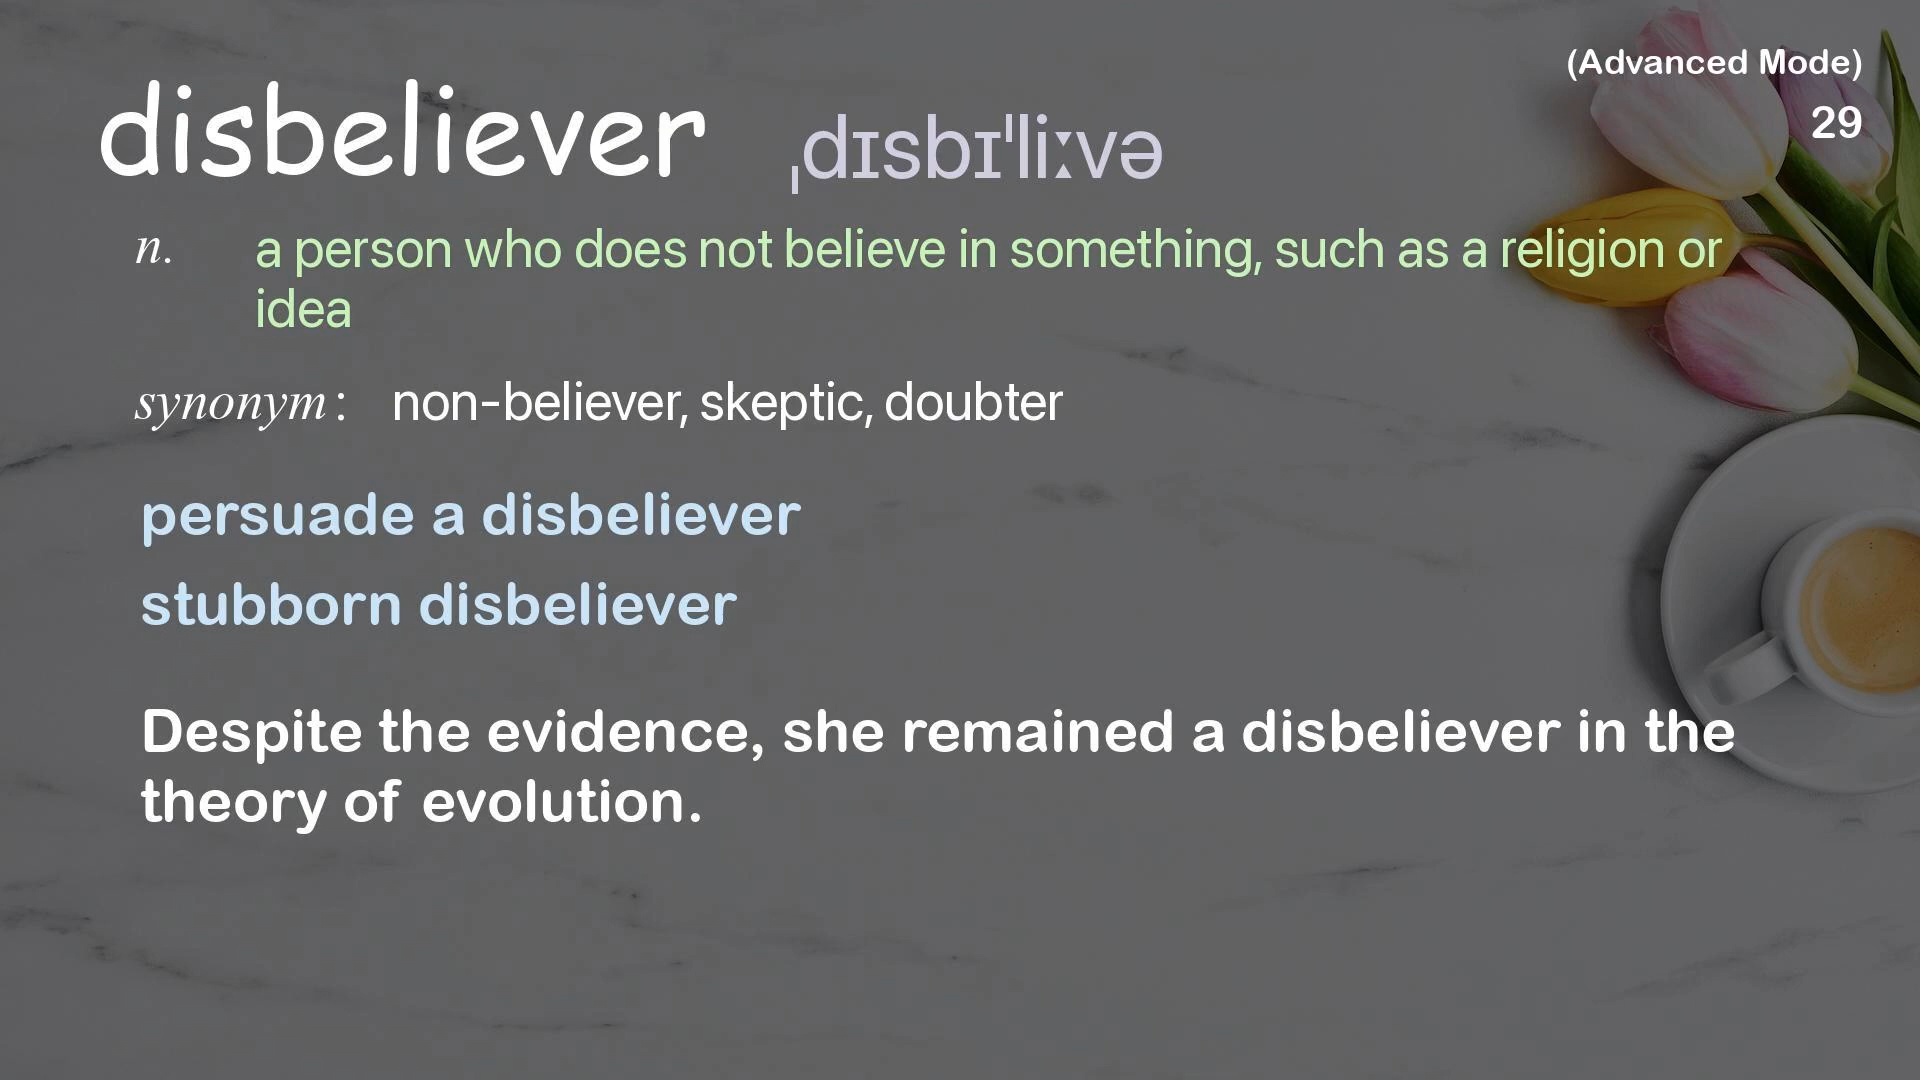 (Advanced Mode)
29
disbeliever ˌdɪsbɪˈliːvə
n. a person who does not believe in something, such as a religion or
idea
synonym: non-believer, skeptic, doubter
persuade a disbeliever
stubborn disbeliever
Despite the evidence, she remained a disbeliever in the
theory of evolution.